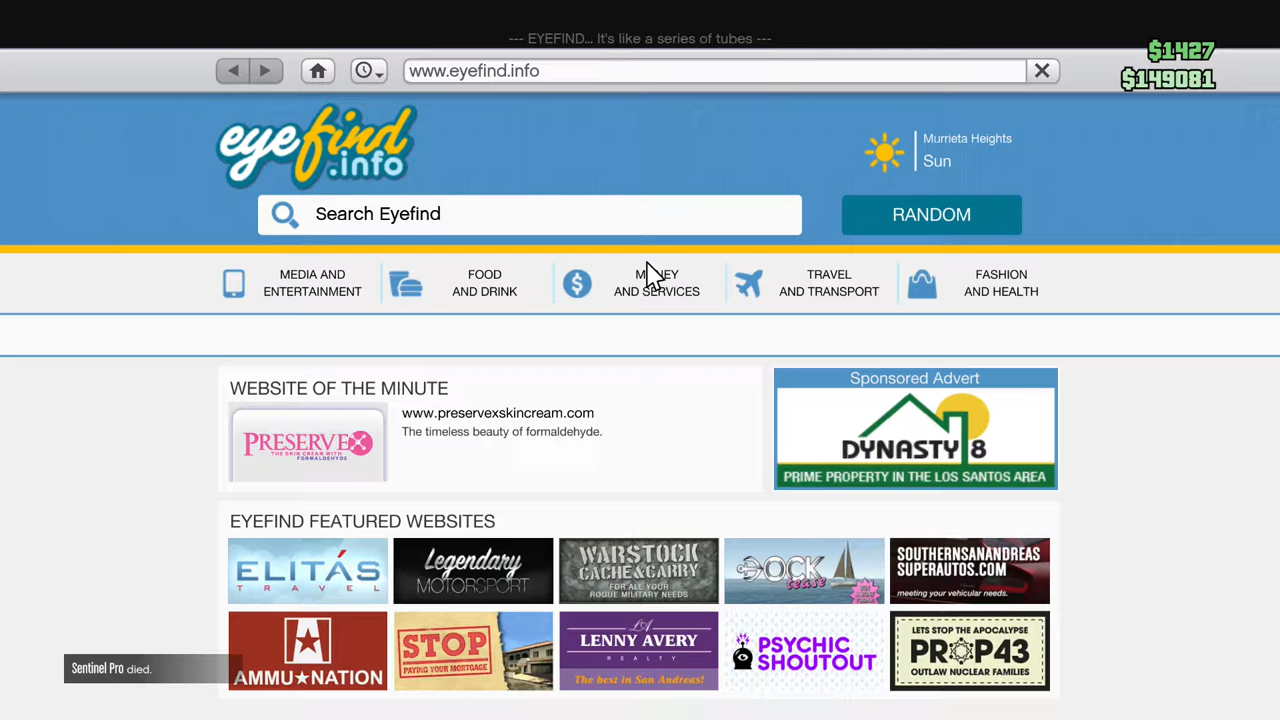 --- EYEFIND... It's like a series of tubes ---
$1427
www.eyefind.info
$149081
eyefind
.info
Murrieta Heights
Sun
Search Eyefind
RANDOM
MEDIA AND
ENTERTAINMENT
FOOD
AND DRINK
MONEY
AND SERVICES
TRAVEL
AND TRANSPORT
FASHION
AND HEALTH
WEBSITE OF THE MINUTE
PRESERVEX
THE SKIN CREAM WITH
FORMALDEHYDE
www.preservexskincream.com
The timeless beauty of formaldehyde.
Sponsored Advert
DYNASTY 8
PRIME PROPERTY IN THE LOS SANTOS AREA
EYEFIND FEATURED WEBSITES
ELITÁS
TRAVEL
Legendary
MOTORSPORT
WARSTOCK
CACHE & CARRY
FOR ALL YOUR
ROGUE MILITARY NEEDS
DOCK
tease
SOUTHERNSANANDREAS
SUPERAUTOS.COM
meeting your vehicular needs.
AMMU★NATION
STOP
PAYING YOUR MORTGAGE
LA
LENNY AVERY
REALTY
The best in San Andreas!
PSYCHIC
SHOUTOUT
LETS STOP THE APOCALYPSE
PROP43
OUTLAW NUCLEAR FAMILIES
Sentinel Pro died.